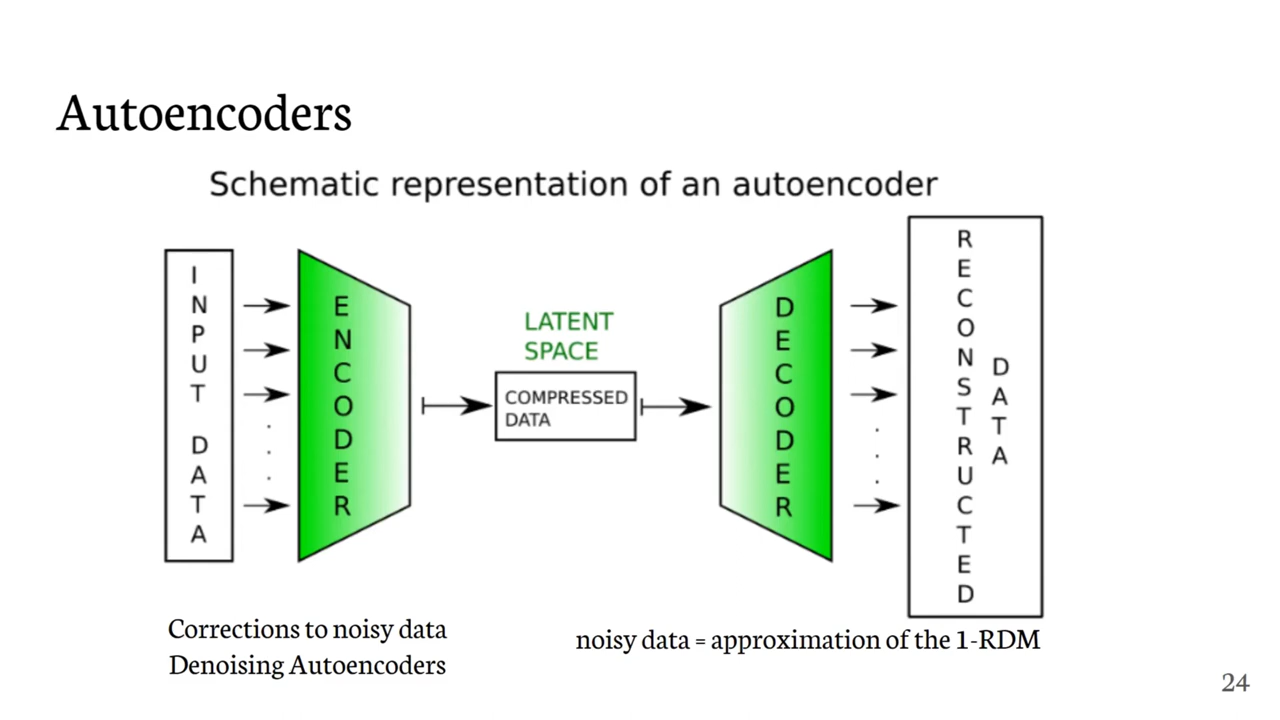 Autoencoders
Schematic representation of an autoencoder
INPUT DATA
ENCODER
LATENT
SPACE
COMPRESSED
DATA
DECODER
RECONSTRUCTED
DATA
Corrections to noisy data
Denoising Autoencoders
noisy data = approximation of the 1-RDM
24